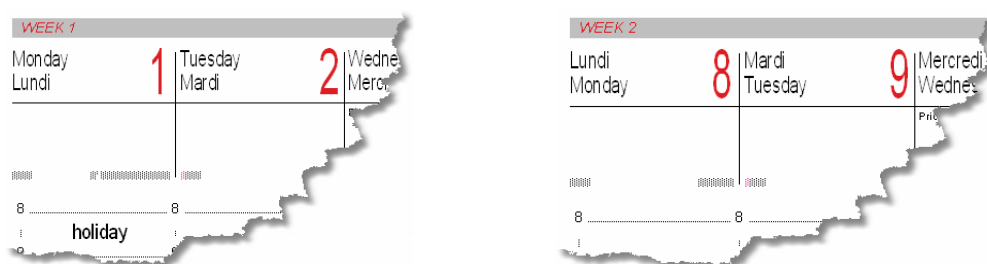 WEEK 1
Monday 1 Tuesday 2
Lundi Mardi
8 8
holiday
WEEK 2
Lundi 8 Mardi 9 Mercredi
Monday Tuesday
8 8